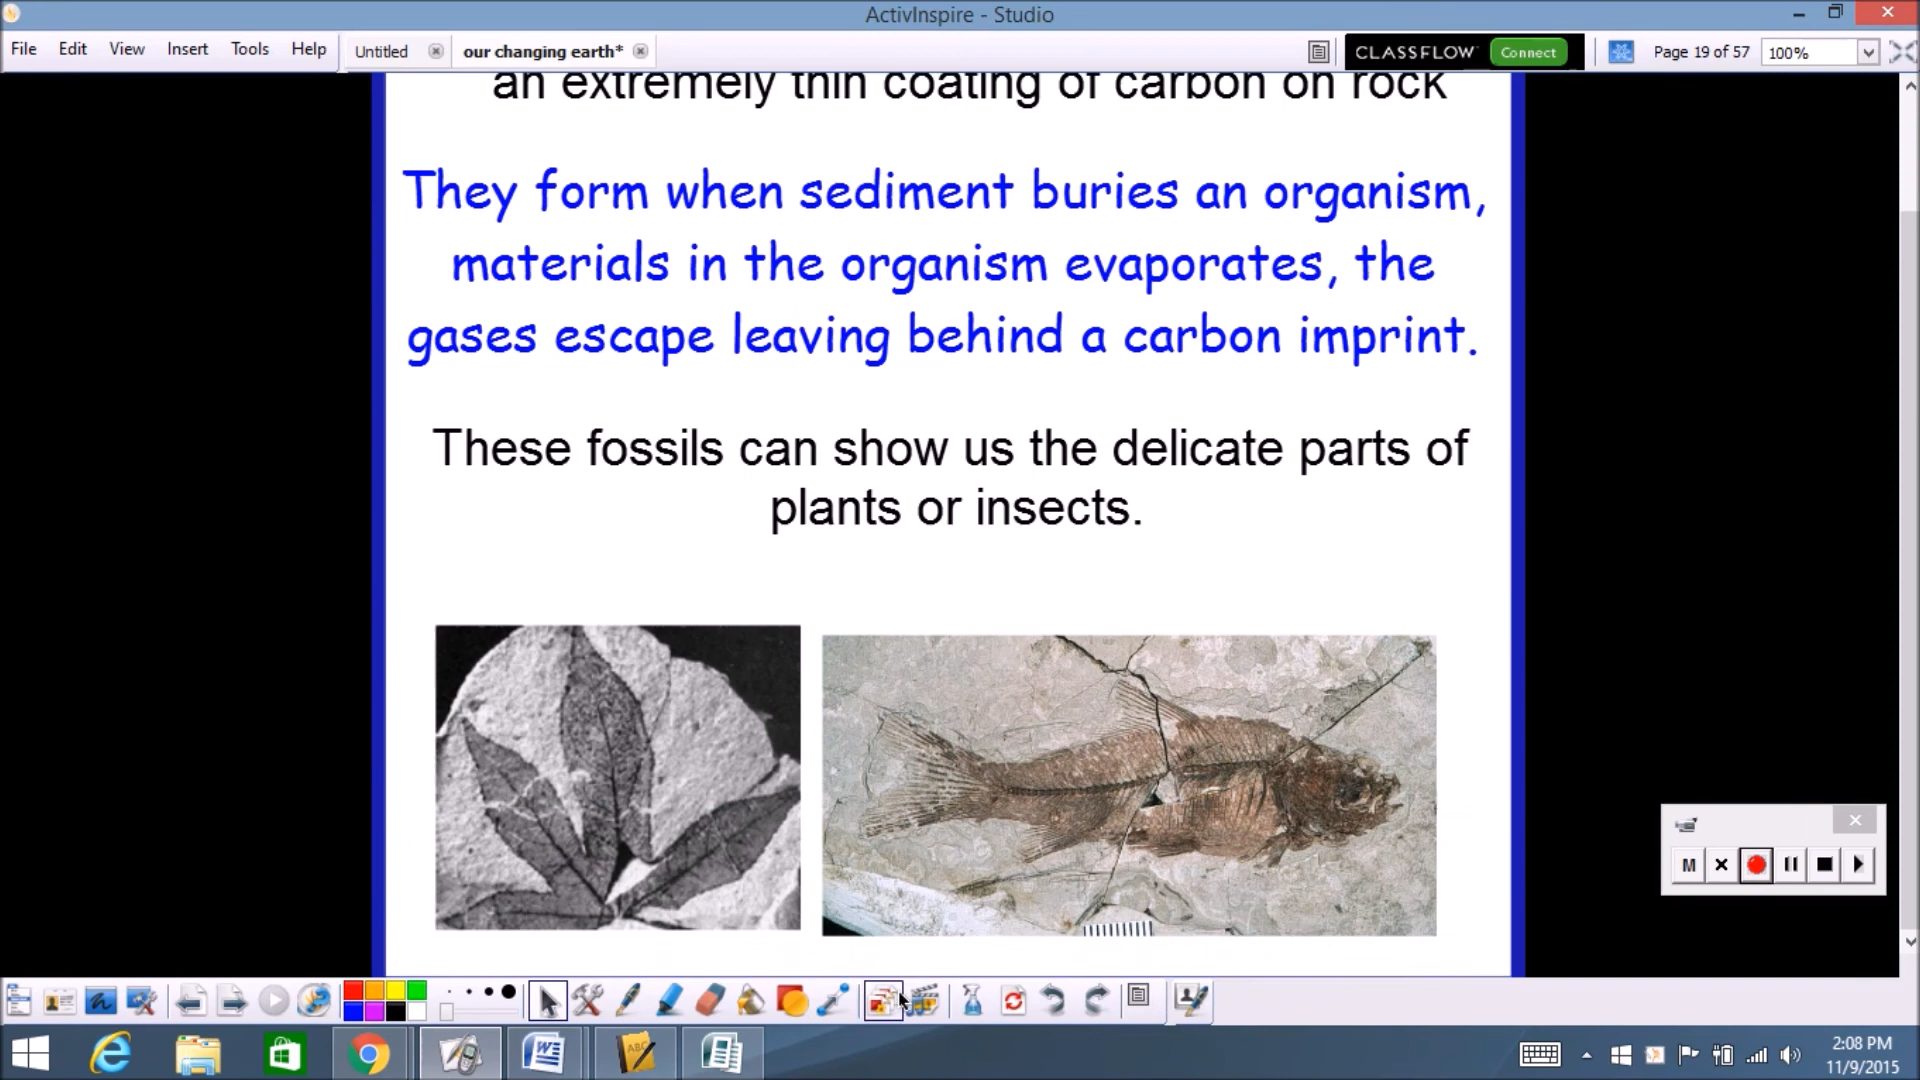 ActivInspire - Studio
File Edit View Insert Tools Help Untitled our changing earth* CLASSFLOW Connect Page 19 of 57 100%
an extremely thin coating of carbon on rock
They form when sediment buries an organism,
materials in the organism evaporates, the
gases escape leaving behind a carbon imprint.
These fossils can show us the delicate parts of
plants or insects.
M
ABC
2:08 PM
11/9/2015